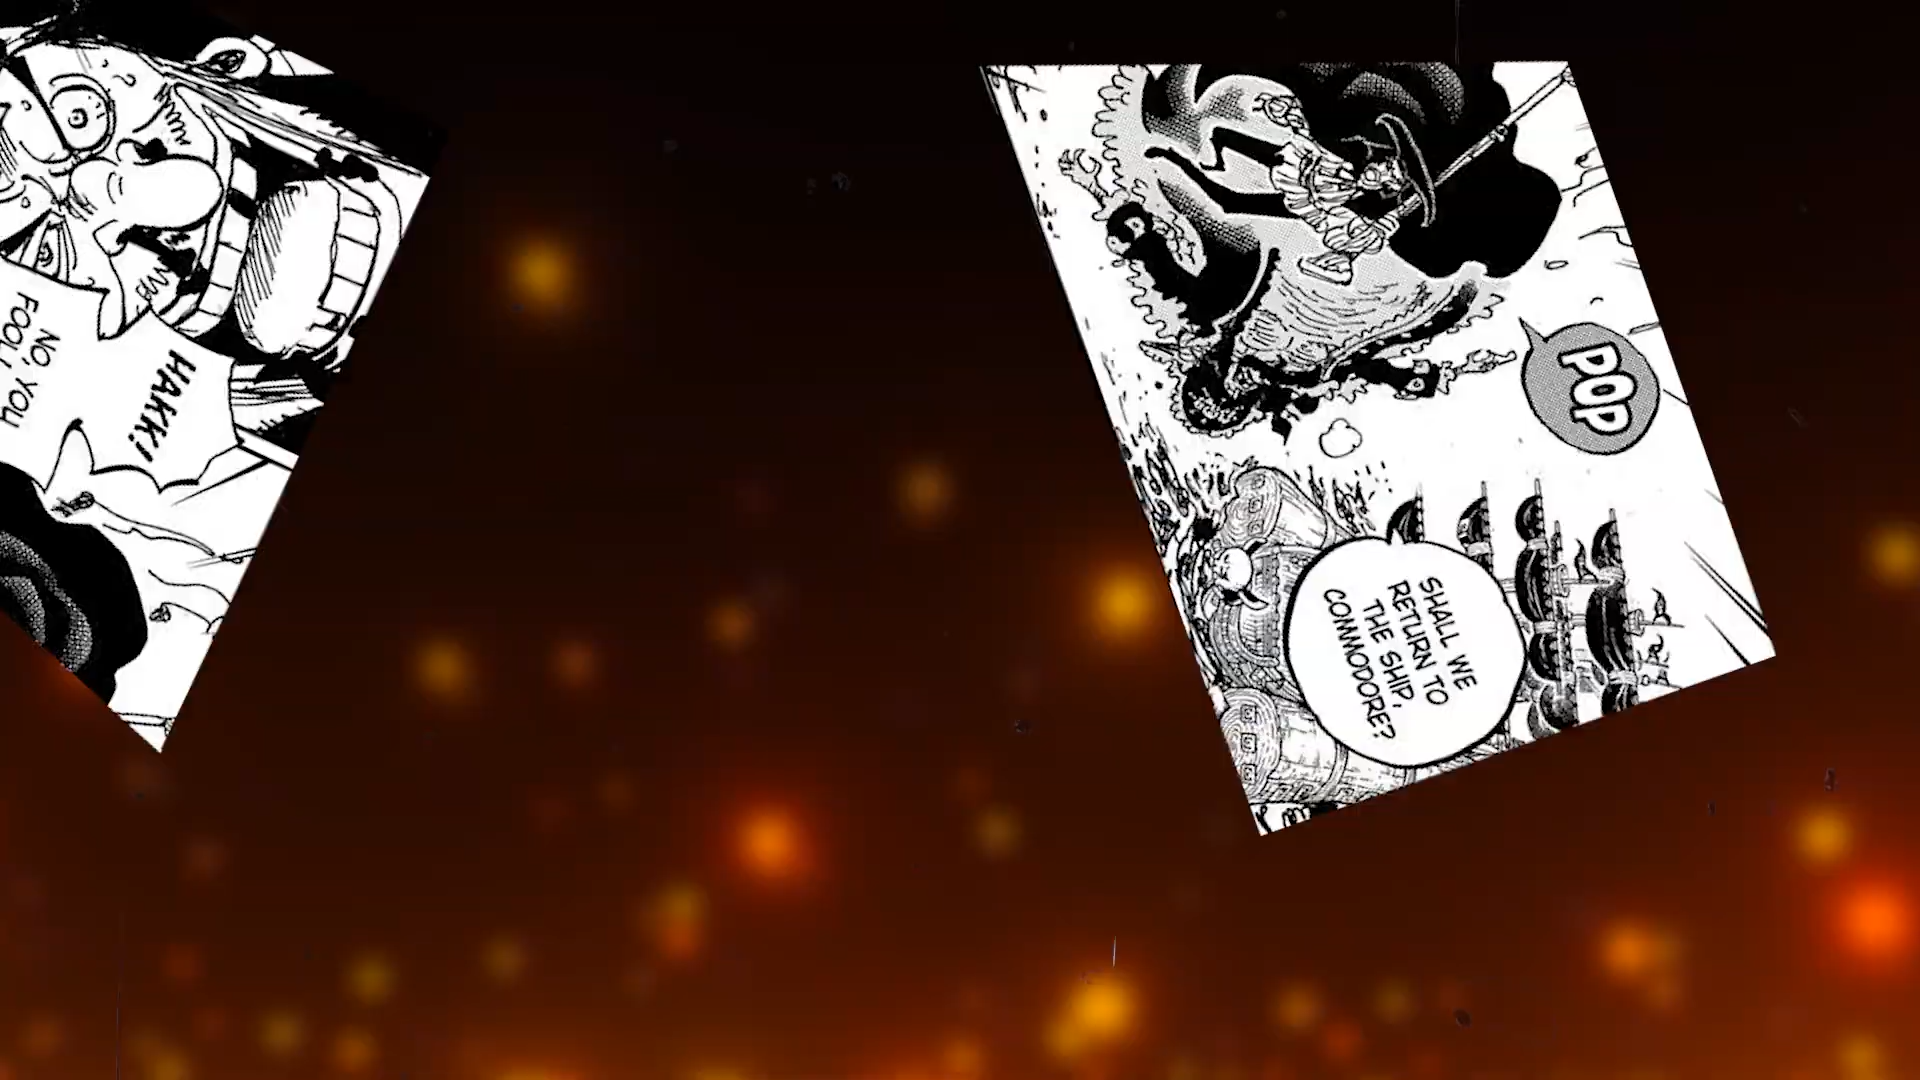 NO, YOU
FOOL!
HAKK!
POP
SHALL WE
RETURN TO
THE SHIP,
COMMODORE?